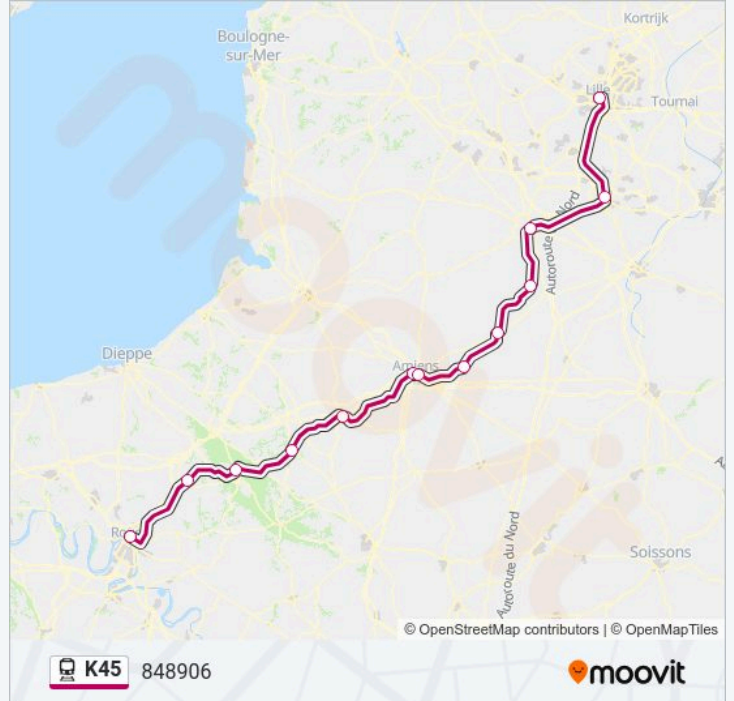 Kortrijk
Boulogne-
sur-Mer
Lille
Tournai
Nord
Autoroute
Dieppe
Amiens
Autoroute du Nord
Soissons
© OpenStreetMap contributors | © OpenMapTiles
K45
848906
moovit
moovit